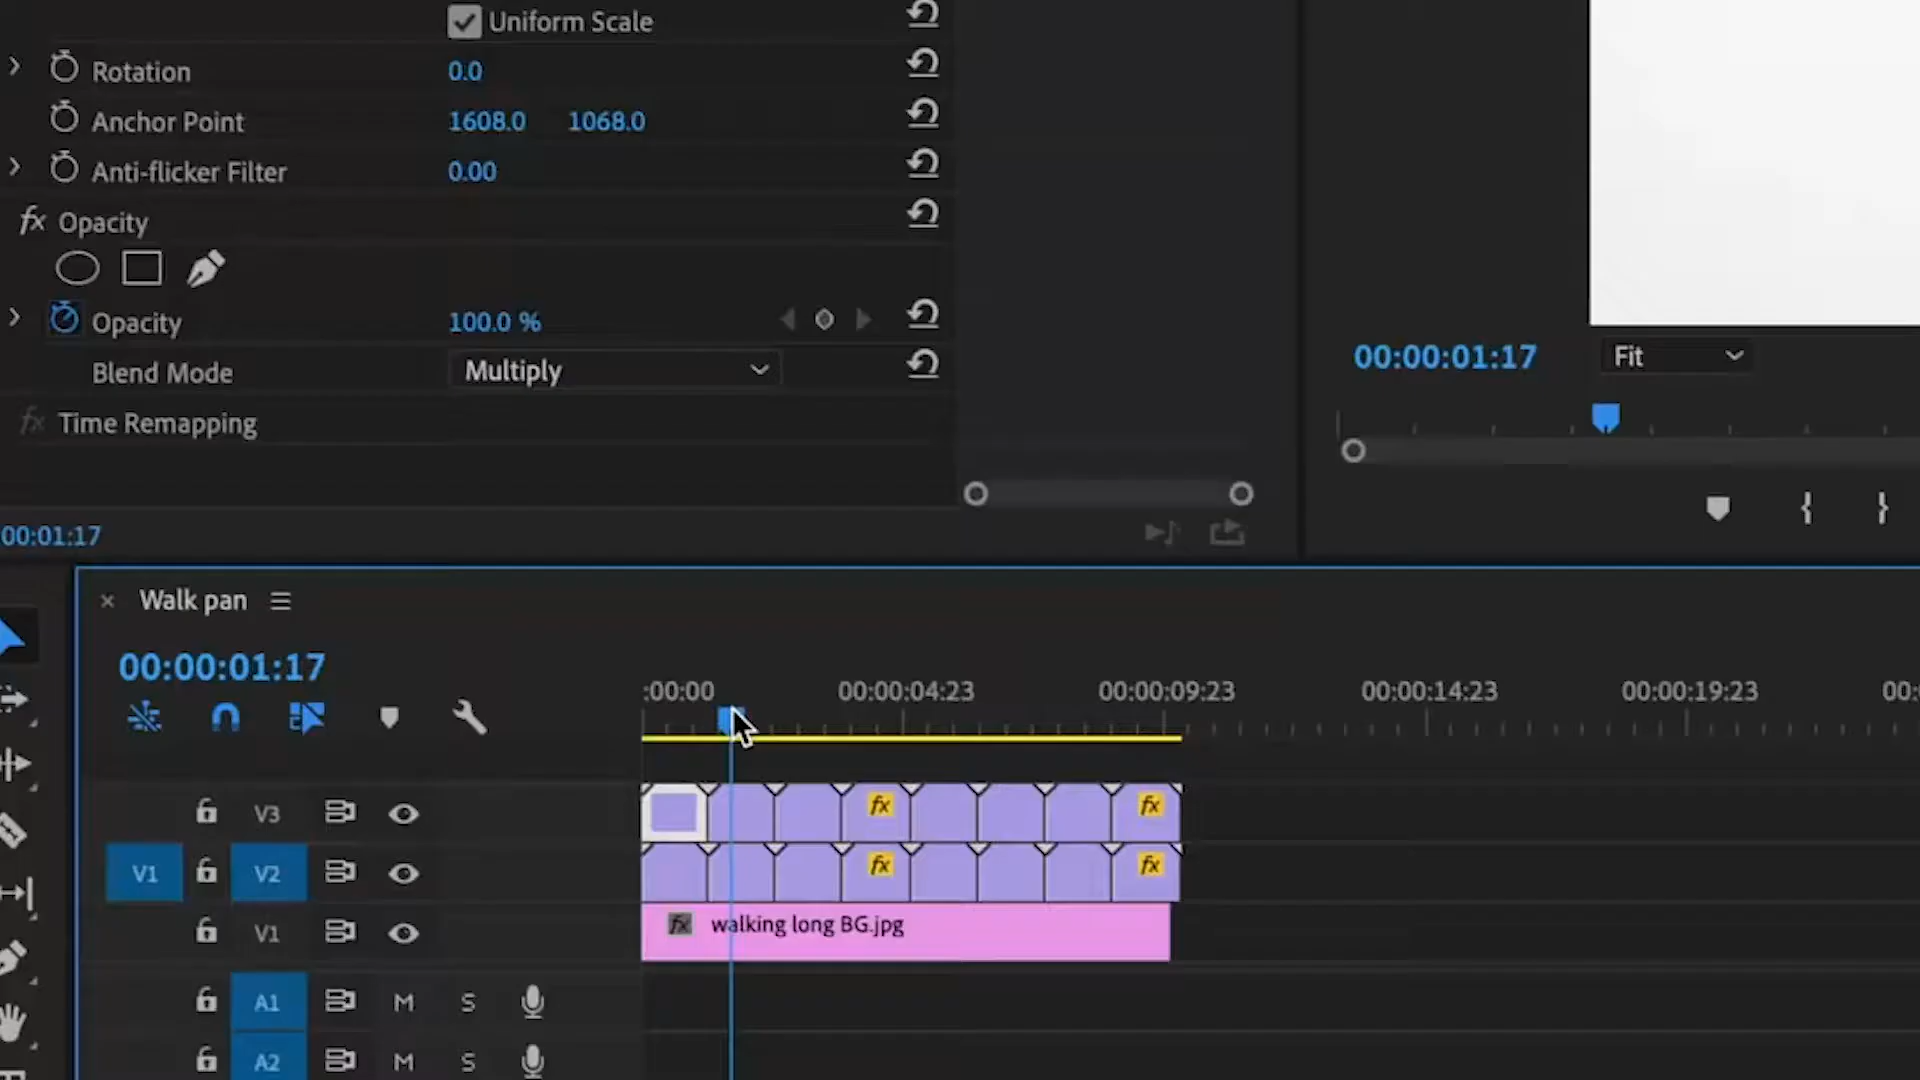 Uniform Scale
Rotation 0.0
Anchor Point 1608.0 1068.0
Anti-flicker Filter 0.00
fx Opacity
Opacity 100.0 %
Blend Mode Multiply
fx Time Remapping
00:01:17
00:00:01:17 Fit
Walk pan
00:00:01:17
:00:00 00:00:04:23 00:00:09:23 00:00:14:23 00:00:19:23 00:
V3 fx fx
V1 V2 fx fx
V1 fx walking long BG.jpg
A1 M S
A2 M S